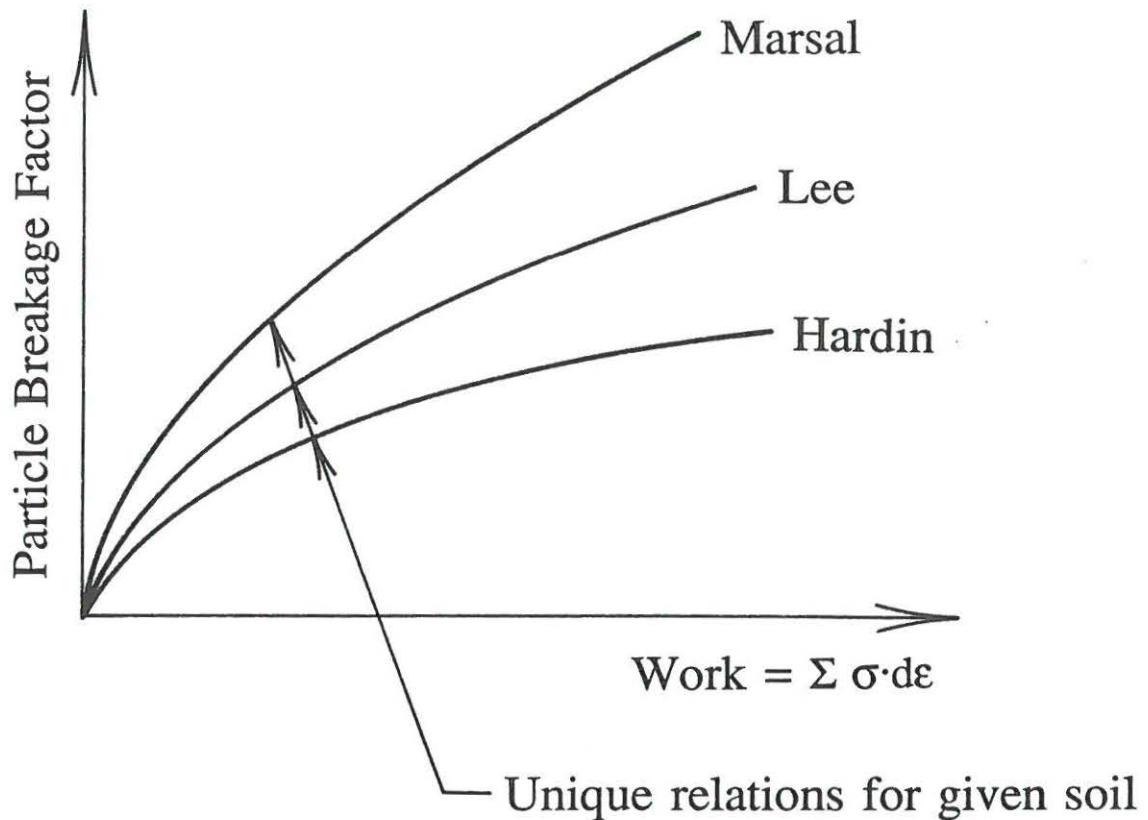 Marsal
Lee
Hardin
Particle Breakage Factor
Work = Σ σ·dε
Unique relations for given soil